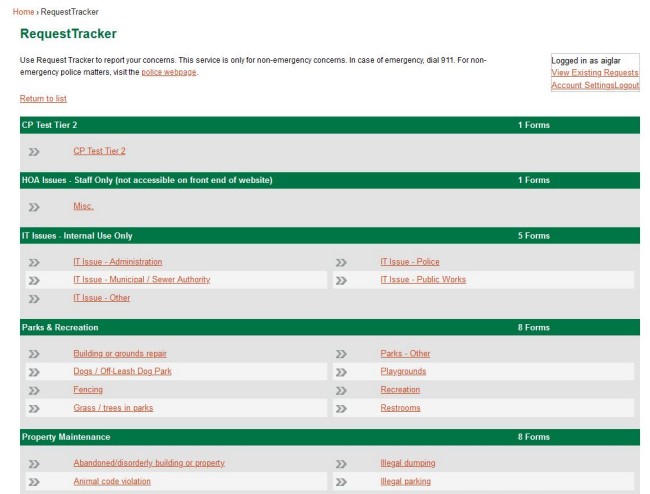 Home › RequestTracker
RequestTracker
Use Request Tracker to report your concerns. This service is only for non-emergency concerns. In case of emergency, dial 911. For non-
emergency police matters, visit the police webpage.
Logged in as aiglar
View Existing Requests
Account SettingsLogout
Return to list
CP Test Tier 2 1 Forms
CP Test Tier 2
HOA Issues - Staff Only (not accessible on front end of website) 1 Forms
Misc.
IT Issues - Internal Use Only 5 Forms
IT Issue - Administration IT Issue - Police
IT Issue - Municipal / Sewer Authority IT Issue - Public Works
IT Issue - Other
Parks & Recreation 8 Forms
Building or grounds repair Parks - Other
Dogs / Off-Leash Dog Park Playgrounds
Fencing Recreation
Grass / trees in parks Restrooms
Property Maintenance 8 Forms
Abandoned/disorderly building or property Illegal dumping
Animal code violation Illegal parking